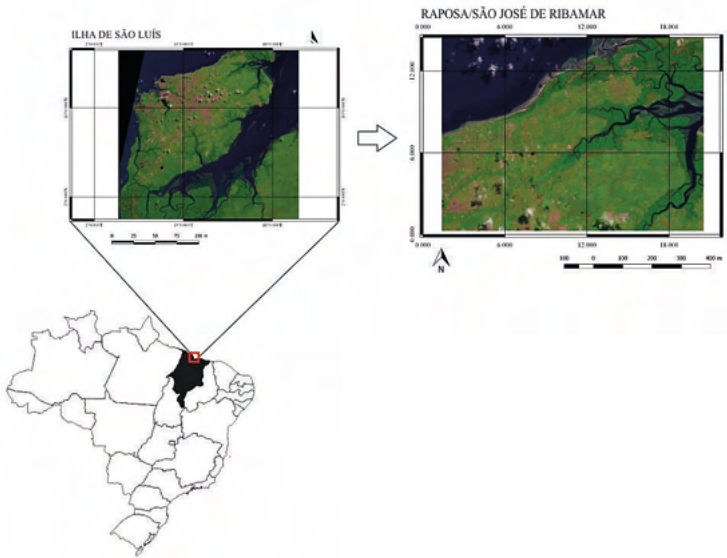 ILHA DE SÃO LUÍS
0 25 50 75 100 m
RAPOSA/SÃO JOSÉ DE RIBAMAR
0.000 6.000 12.000 18.000
12.000
6.000
0.000
0.000 6.000 12.000 18.000
N
100 0 100 200 300 400 m